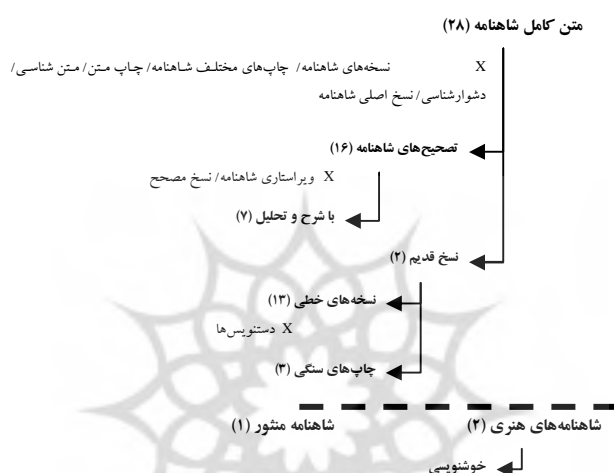 متن کامل شاهنامه (۲۸)
X نسخه‌های شاهنامه/ چاپ‌های مختلف شاهنامه/ چاپ متن/ متن شناسی/
دشوارشناسی/ نسخ اصلی شاهنامه
تصحیح‌های شاهنامه (۱۶)
X ویراستاری شاهنامه/ نسخ مصحح
با شرح و تحلیل (۷)
نسخ قدیم (۲)
نسخه‌های خطی (۱۳)
X دستنویس‌ها
چاپ‌های سنگی (۳)
شاهنامه‌های هنری (۲) شاهنامه منثور (۱)
خوشنویسی